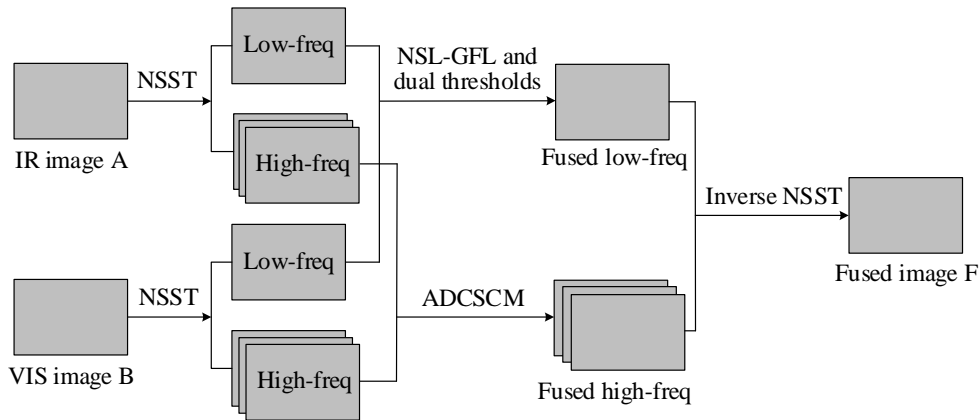 Low-freq
NSST
NSL-GFL and
dual thresholds
IR image A
High-freq
Fused low-freq
Inverse NSST
Low-freq
Fused image F
NSST
ADCSCM
VIS image B
High-freq
Fused high-freq